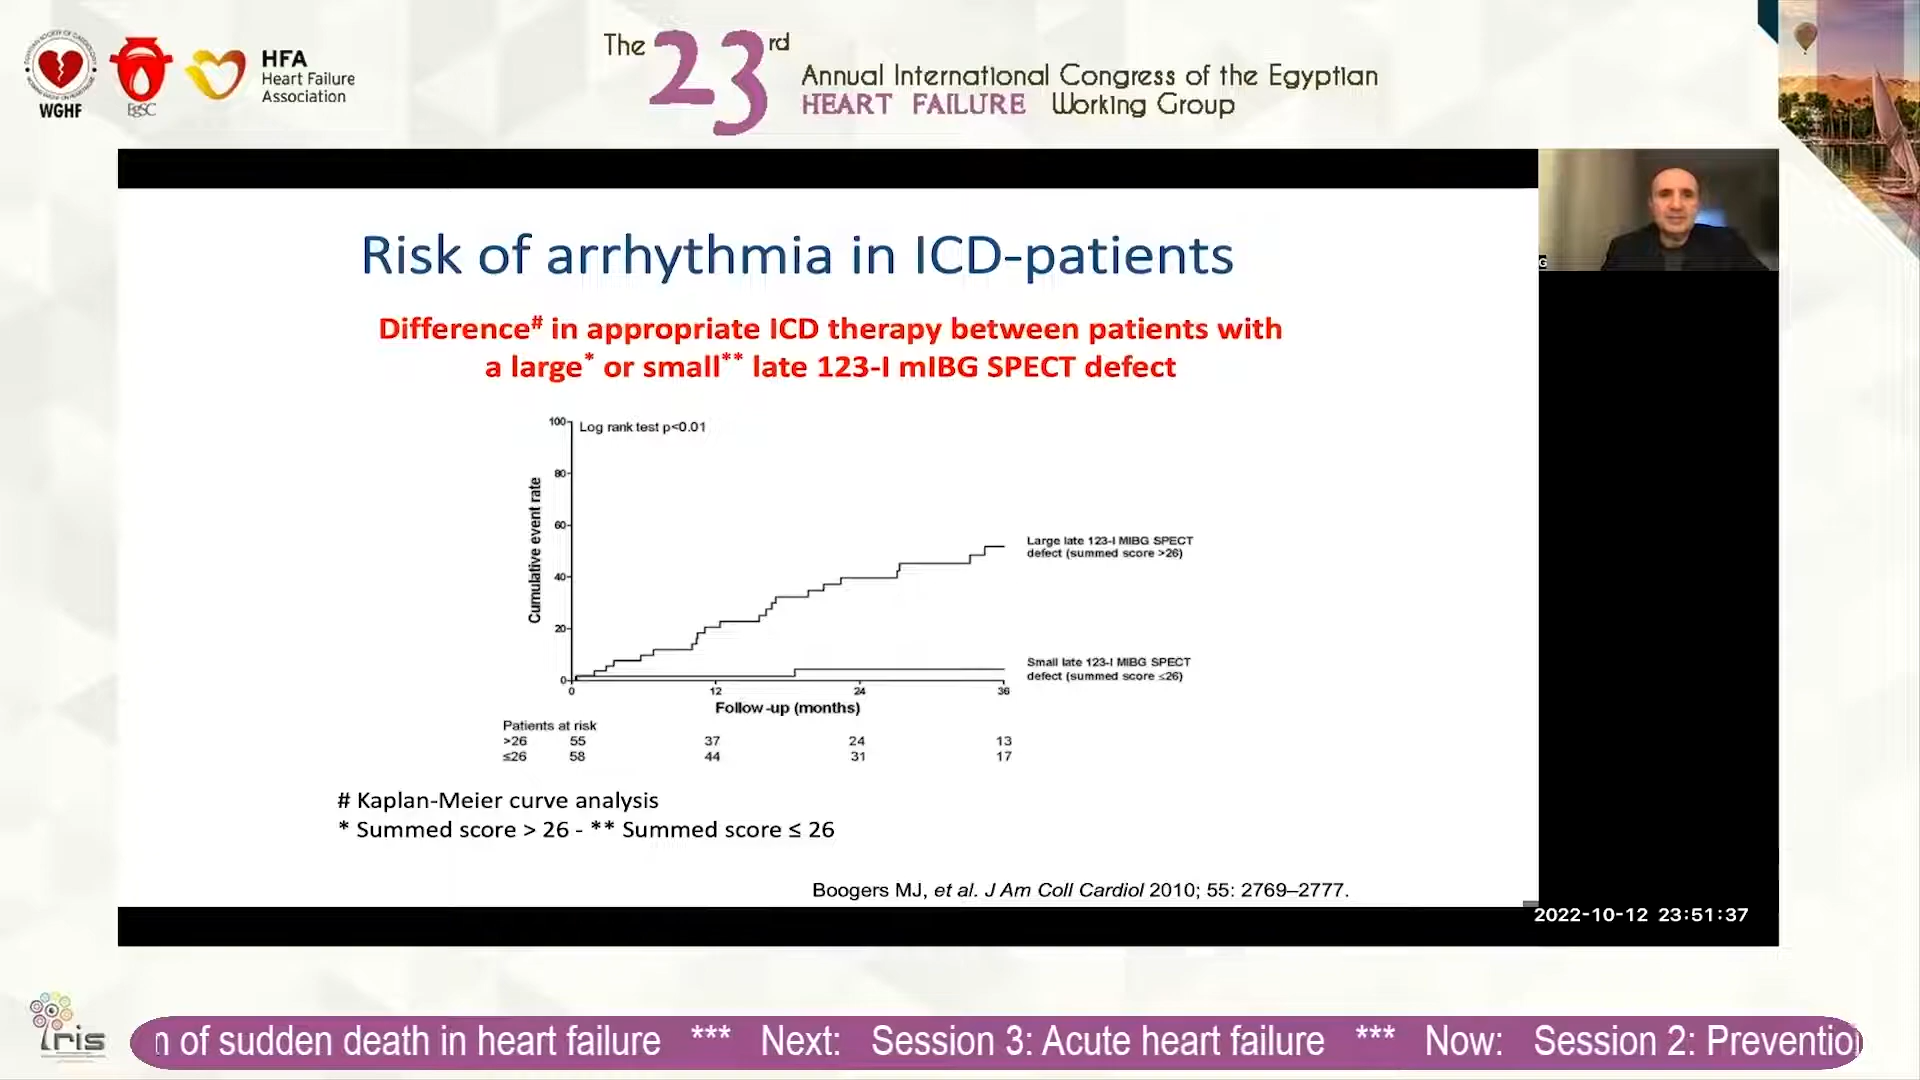 WGHF
EgSC
HFA
Heart Failure
Association
The 23rd
Annual International Congress of the Egyptian
HEART FAILURE Working Group
Risk of arrhythmia in ICD-patients
Difference# in appropriate ICD therapy between patients with
a large* or small** late 123-I mIBG SPECT defect
Log rank test p<0.01
Cumulative event rate
100
80
60
40
20
0
0 12 24 36
Follow-up (months)
Large late 123-I MIBG SPECT
defect (summed score >26)
Small late 123-I MIBG SPECT
defect (summed score ≤26)
Patients at risk
>26 55 37 24 13
≤26 58 44 31 17
# Kaplan-Meier curve analysis
* Summed score > 26 - ** Summed score ≤ 26
Boogers MJ, et al. J Am Coll Cardiol 2010; 55: 2769–2777.
G
2022-10-12 23:51:37
Iris
n of sudden death in heart failure *** Next: Session 3: Acute heart failure *** Now: Session 2: Preventio